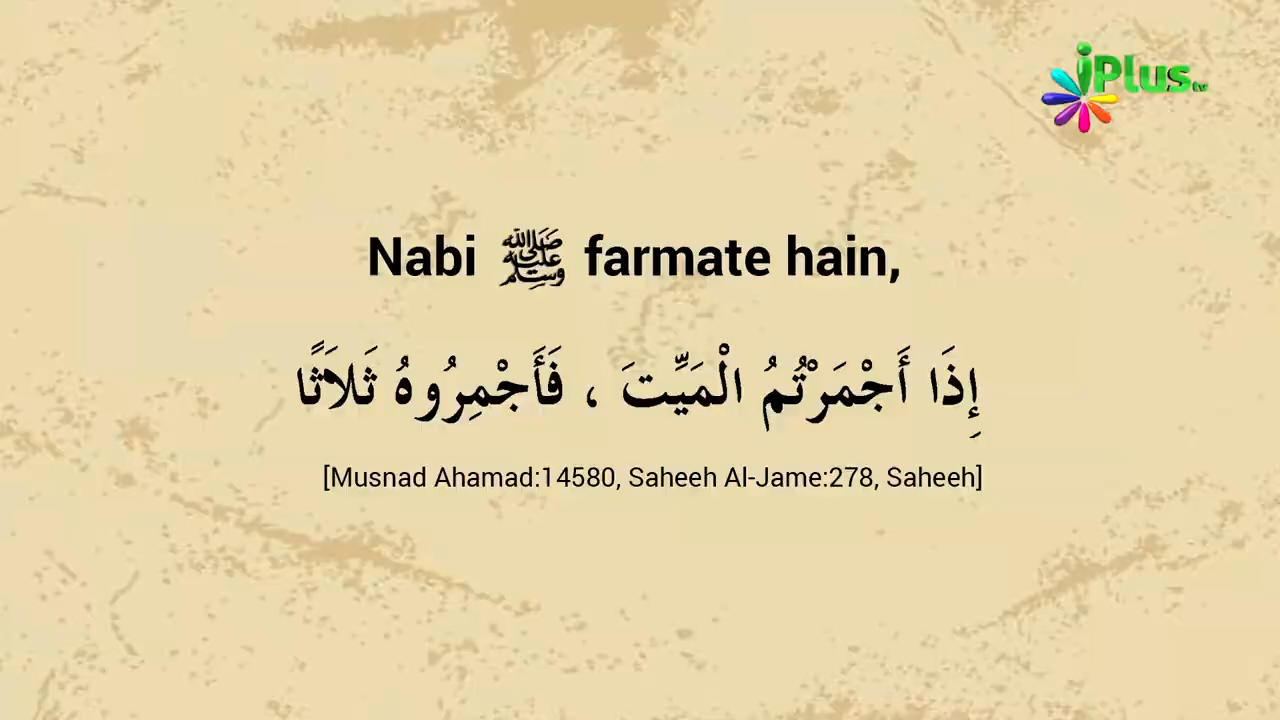 iPlus tv
Nabi ﷺ farmate hain,
إِذَا أَجْمَرْتُمُ الْمَيِّتَ ، فَأَجْمِرُوهُ ثَلاَثًا
[Musnad Ahamad:14580, Saheeh Al-Jame:278, Saheeh]